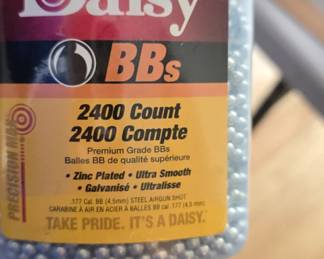 Daisy
BBs
2400 Count
2400 Compte
Premium Grade BBs
Balles BB de qualité supérieure
• Zinc Plated • Ultra Smooth
• Galvanisé • Ultralisse
.177 Cal. BB (4.5mm) STEEL AIRGUN SHOT
CARABINE À AIR EN ACIER À BALLES BB cal .177 (4,5 mm)
TAKE PRIDE. IT'S A DAISY.
PRECISION MAX